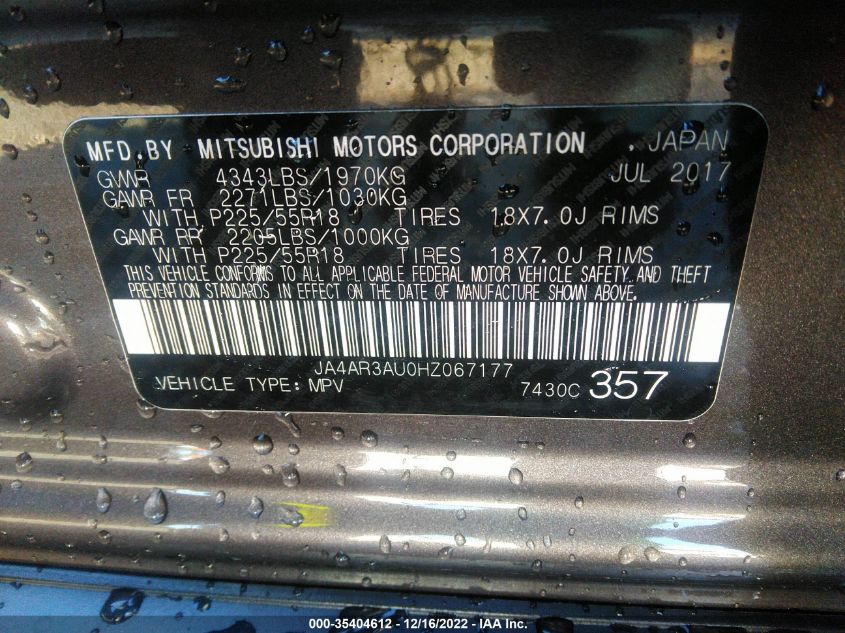 MFD.BY MITSUBISHI MOTORS CORPORATION . JAPAN
GVWR 4343LBS/1970KG JUL 2017
GAWR FR 2271LBS/1030KG
WITH P225/55R18 TIRES 18X7.0J RIMS
GAWR RR 2205LBS/1000KG
WITH P225/55R18 TIRES 18X7.0J RIMS
THIS VEHICLE CONFORMS TO ALL APPLICABLE FEDERAL MOTOR VEHICLE SAFETY AND THEFT
PREVENTION STANDARDS IN EFFECT ON THE DATE OF MANUFACTURE SHOWN ABOVE.
JA4AR3AU0HZ067177
VEHICLE TYPE: MPV 7430C 357
000-35404612 - 12/16/2022 - IAA Inc.